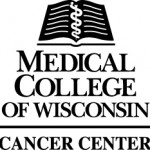 MEDICAL
COLLEGE
OF WISCONSIN
CANCER CENTER